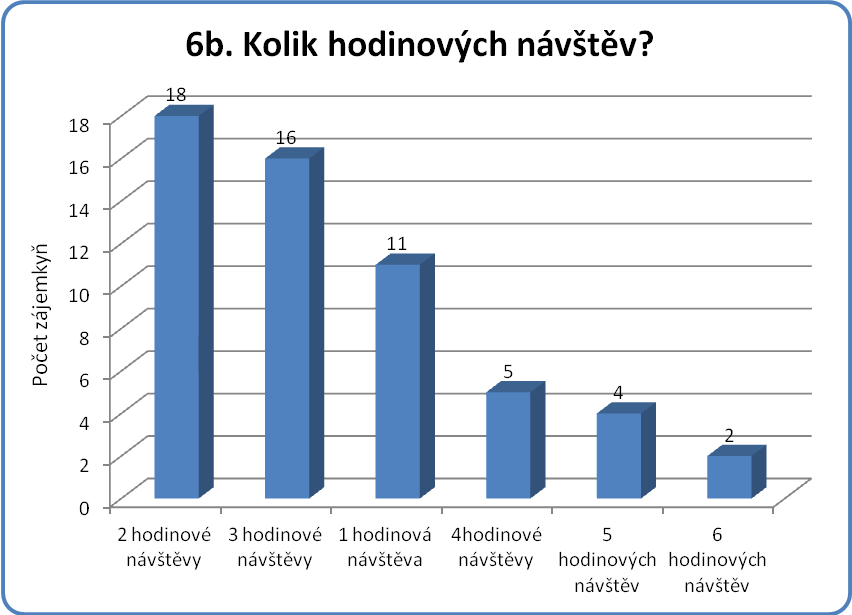 6b. Kolik hodinových návštěv?
Počet zájemkyň
18
16
14
12
10
8
6
4
2
0
18
16
11
5
4
2
2 hodinové
návštěvy
3 hodinové
návštěvy
1 hodinová
návštěva
4hodinové
návštěvy
5
hodinových
návštěv
6
hodinových
návštěv